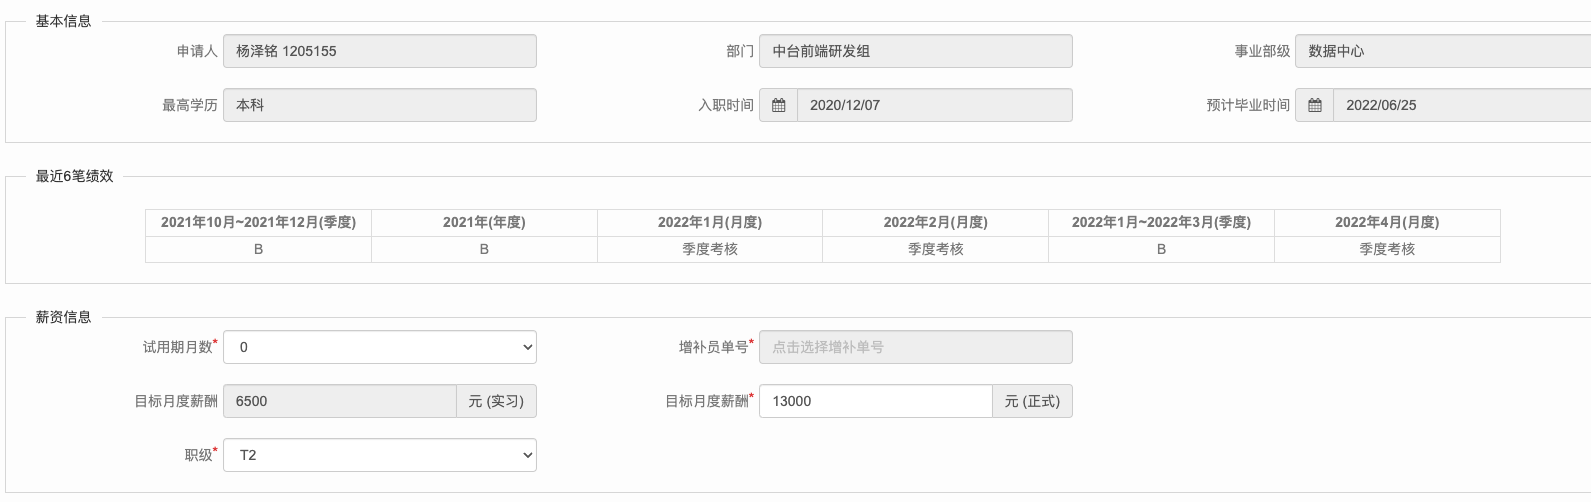 基本信息
申请人 杨泽铭 1205155 部门 中台前端研发组 事业部级 数据中心
最高学历 本科 入职时间 2020/12/07 预计毕业时间 2022/06/25
最近6笔绩效
2021年10月~2021年12月(季度) 2021年(年度) 2022年1月(月度) 2022年2月(月度) 2022年1月~2022年3月(季度) 2022年4月(月度)
B B 季度考核 季度考核 B 季度考核
薪资信息
试用期月数* 0 增补员单号* 点击选择增补单号
目标月度薪酬 6500 元 (实习) 目标月度薪酬* 13000 元 (正式)
职级* T2